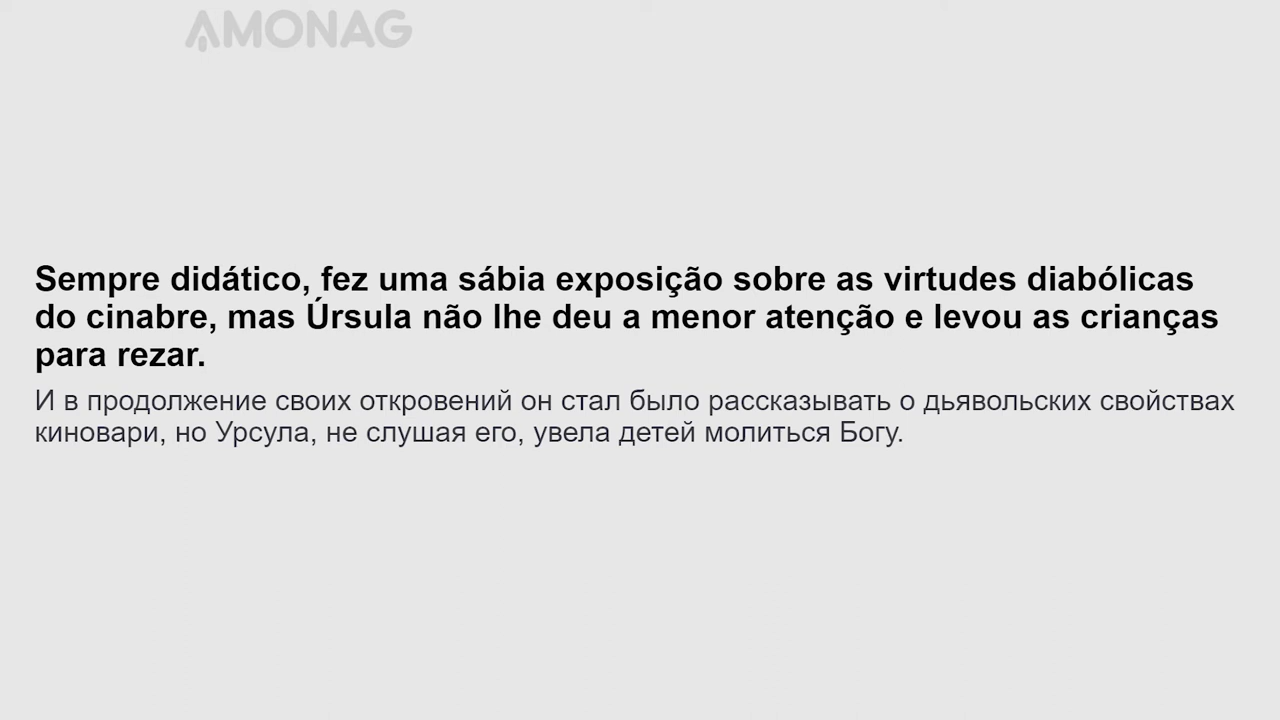 AMONAG
Sempre didático, fez uma sábia exposição sobre as virtudes diabólicas
do cinabre, mas Úrsula não lhe deu a menor atenção e levou as crianças
para rezar.
И в продолжение своих откровений он стал было рассказывать о дьявольских свойствах
киновари, но Урсула, не слушая его, увела детей молиться Богу.